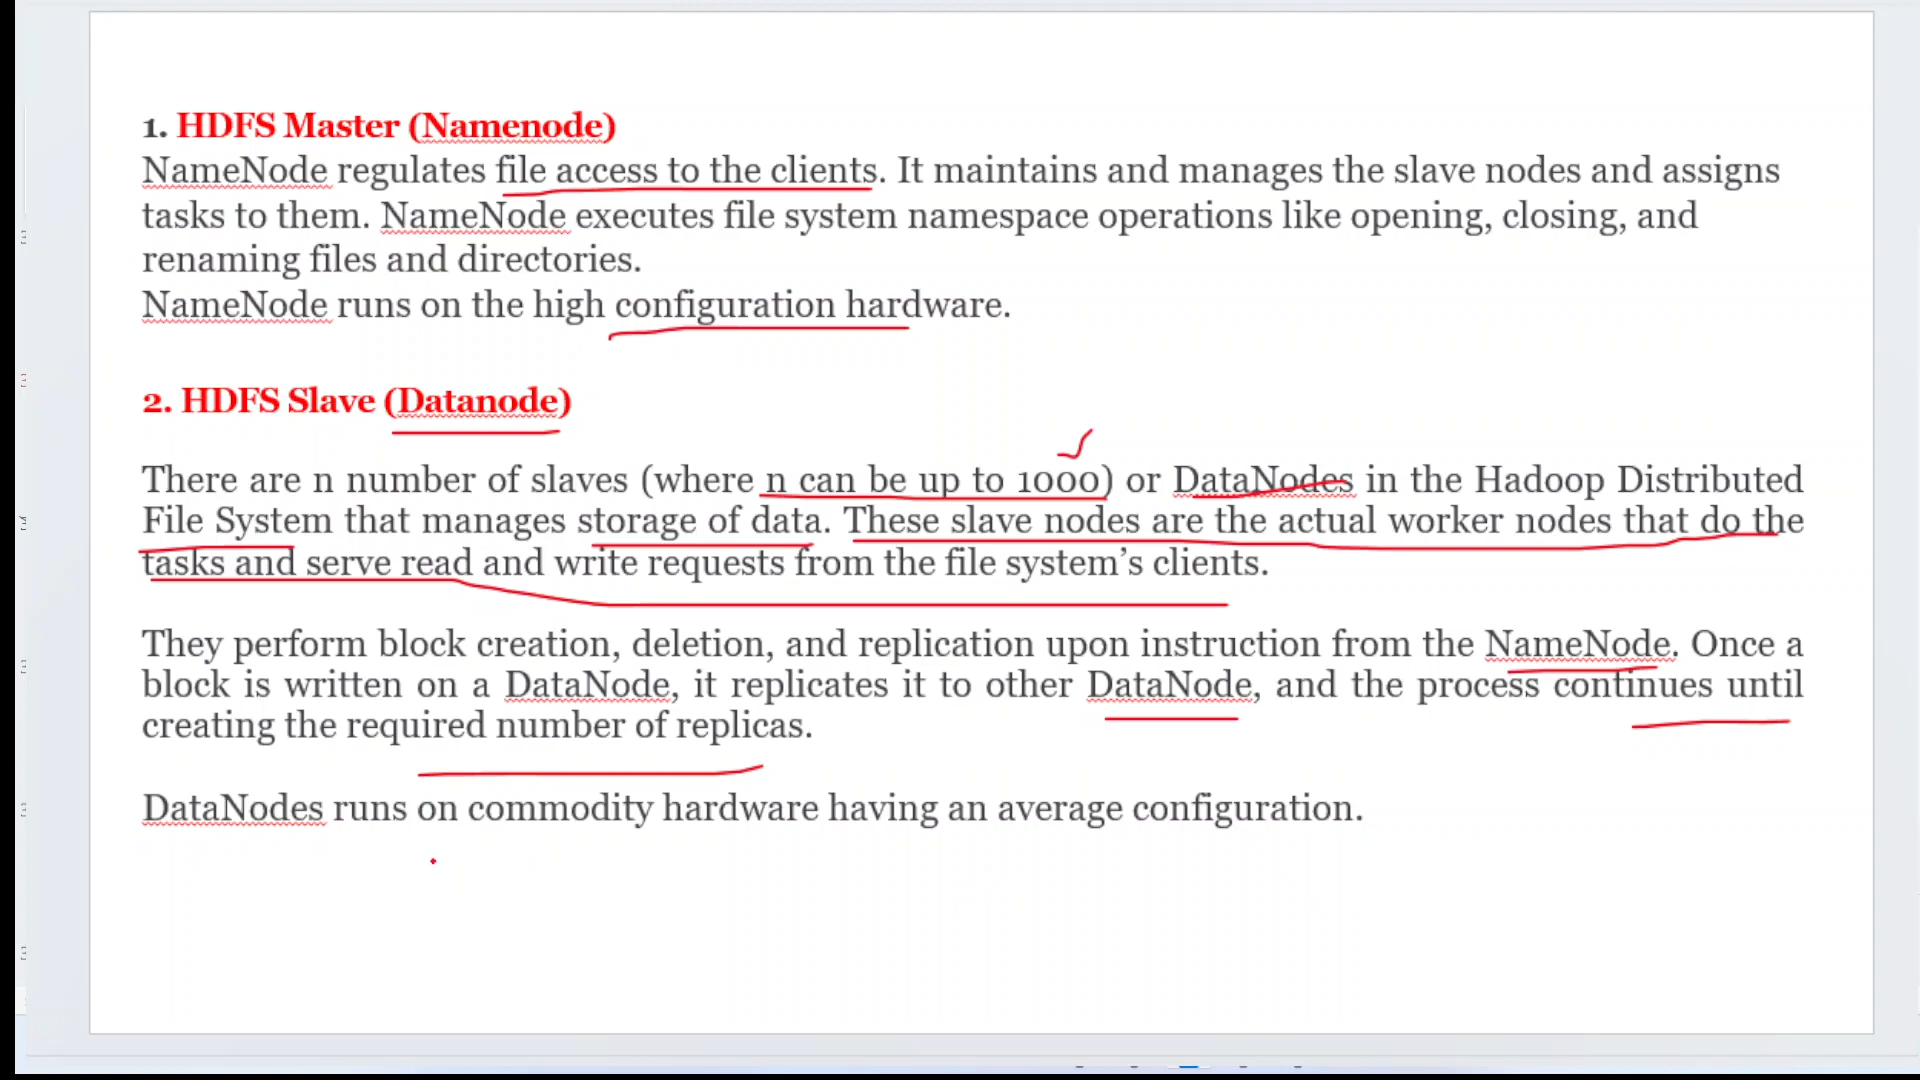 1. HDFS Master (Namenode)
NameNode regulates file access to the clients. It maintains and manages the slave nodes and assigns
tasks to them. NameNode executes file system namespace operations like opening, closing, and
renaming files and directories.
NameNode runs on the high configuration hardware.
2. HDFS Slave (Datanode)
There are n number of slaves (where n can be up to 1000) or DataNodes in the Hadoop Distributed
File System that manages storage of data. These slave nodes are the actual worker nodes that do the
tasks and serve read and write requests from the file system’s clients.
They perform block creation, deletion, and replication upon instruction from the NameNode. Once a
block is written on a DataNode, it replicates it to other DataNode, and the process continues until
creating the required number of replicas.
DataNodes runs on commodity hardware having an average configuration.